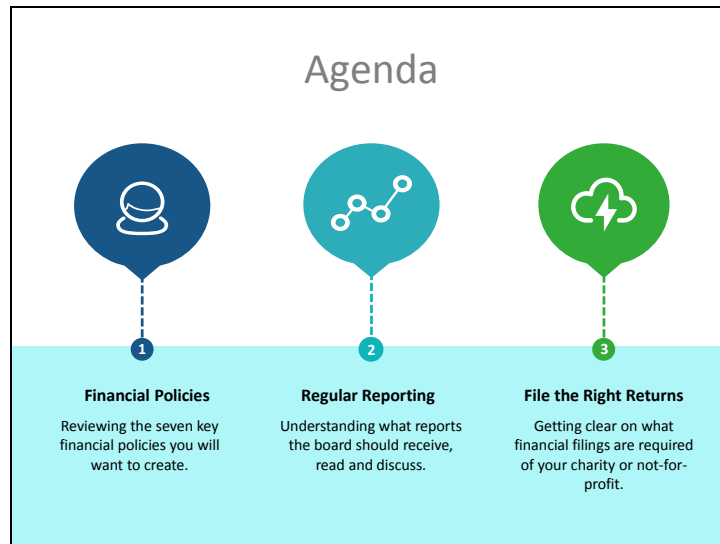 Agenda
1
2
3
Financial Policies
Reviewing the seven key
financial policies you will
want to create.
Regular Reporting
Understanding what reports
the board should receive,
read and discuss.
File the Right Returns
Getting clear on what
financial filings are required
of your charity or not-for-
profit.